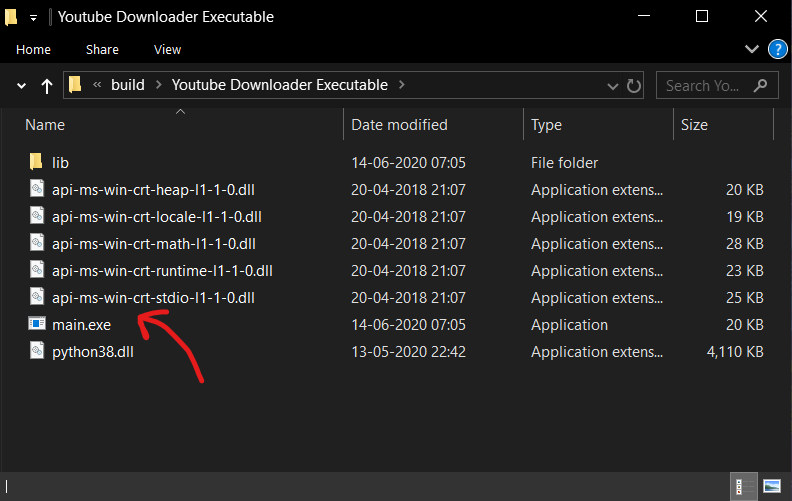 Youtube Downloader Executable
Home Share View ?
« build > Youtube Downloader Executable > Search Yo...
Name Date modified Type Size
lib 14-06-2020 07:05 File folder
api-ms-win-crt-heap-l1-1-0.dll 20-04-2018 21:07 Application extens... 20 KB
api-ms-win-crt-locale-l1-1-0.dll 20-04-2018 21:07 Application extens... 19 KB
api-ms-win-crt-math-l1-1-0.dll 20-04-2018 21:07 Application extens... 28 KB
api-ms-win-crt-runtime-l1-1-0.dll 20-04-2018 21:07 Application extens... 23 KB
api-ms-win-crt-stdio-l1-1-0.dll 20-04-2018 21:07 Application extens... 25 KB
main.exe 14-06-2020 07:05 Application 20 KB
python38.dll 13-05-2020 22:42 Application extens... 4,110 KB